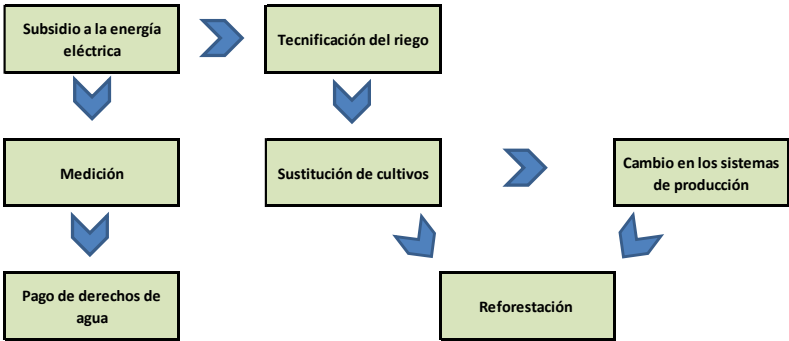 Subsidio a la energía
eléctrica
Tecnificación del riego
Medición
Sustitución de cultivos
Cambio en los sistemas
de producción
Pago de derechos de
agua
Reforestación